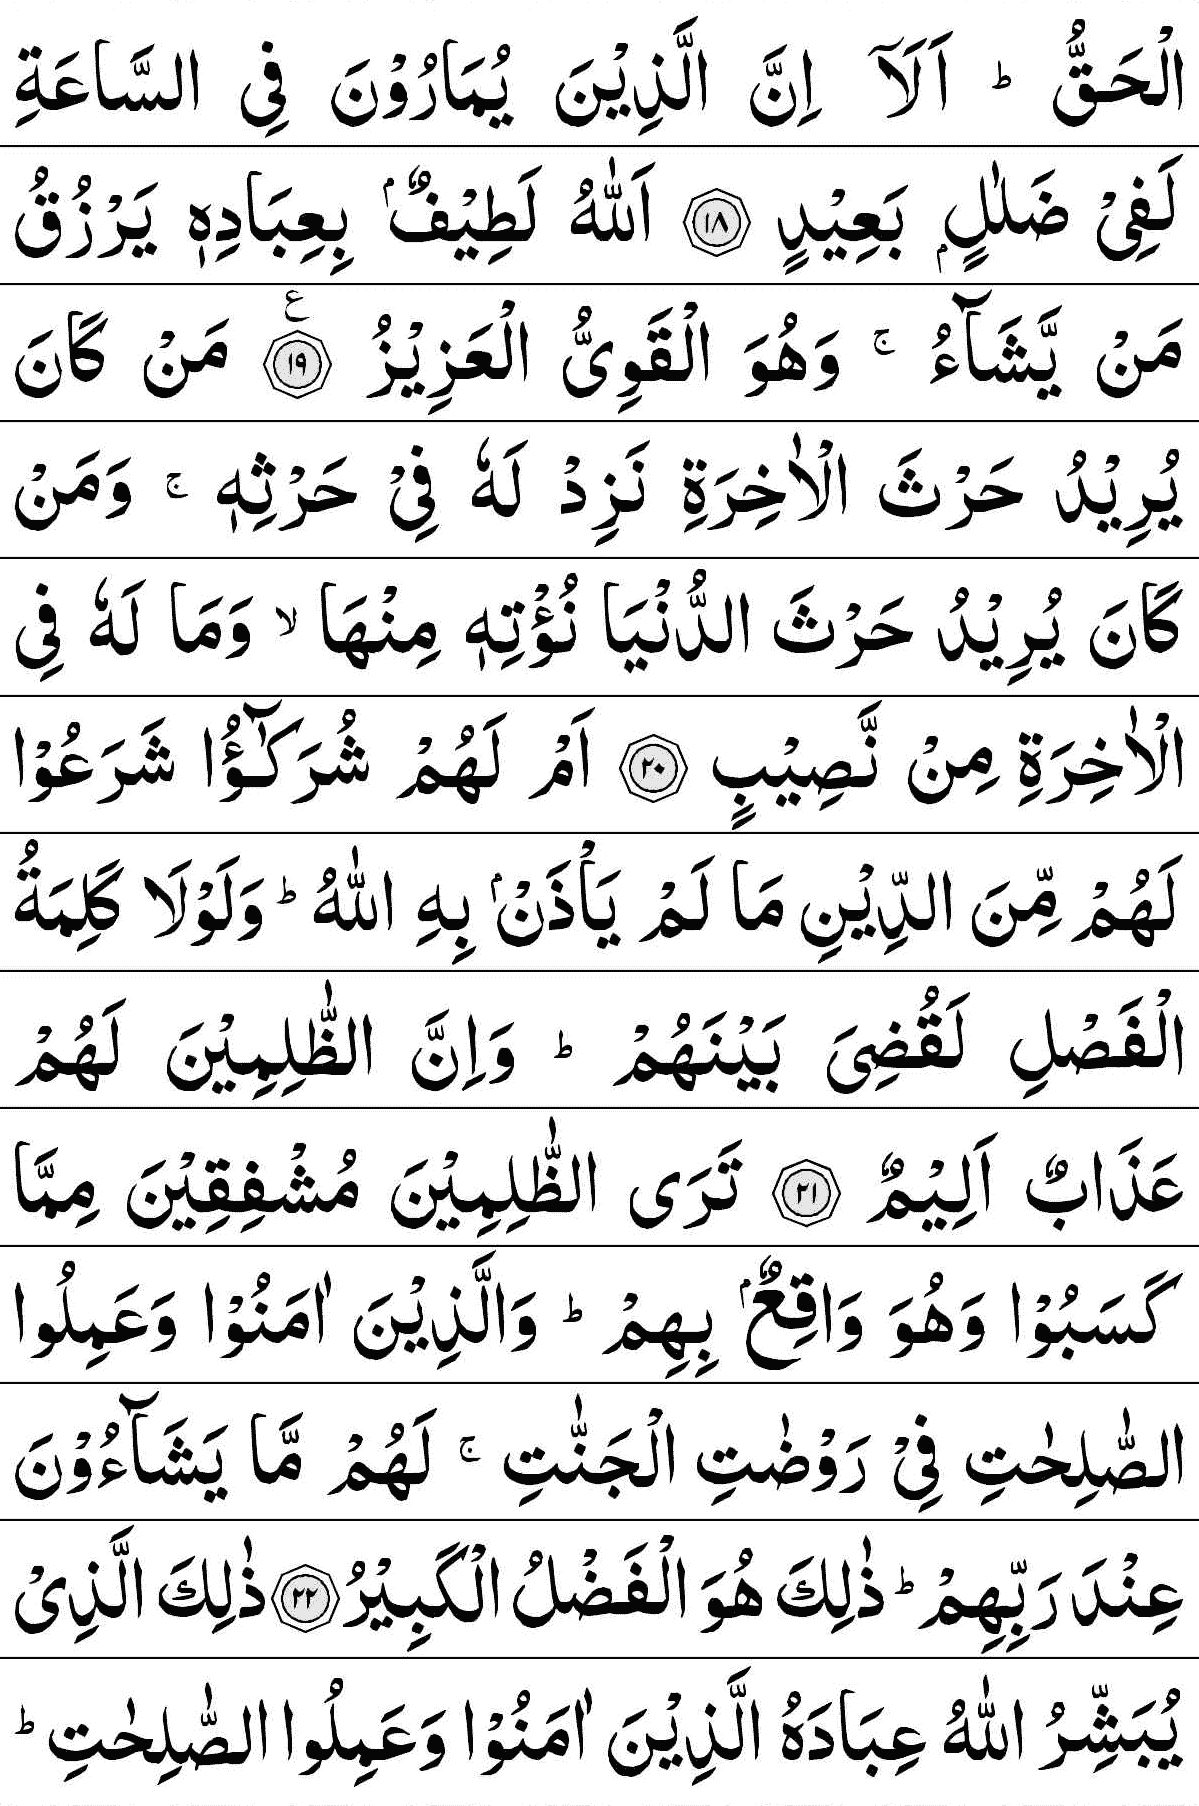 الْحَقُّ ؕ اَلَاۤ اِنَّ الَّذِیْنَ یُمَارُوْنَ فِی السَّاعَةِ
لَفِیْ ضَلٰلٍۭ بَعِیْدٍ ۝۱۸ اَللّٰهُ لَطِیْفٌۢ بِعِبَادِهٖ یَرْزُقُ
مَنْ یَّشَآءُ ۚ وَهُوَ الْقَوِیُّ الْعَزِیْزُ ۝۱۹ ع مَنْ كَانَ
یُرِیْدُ حَرْثَ الْاٰخِرَةِ نَزِدْ لَهٗ فِیْ حَرْثِهٖ ۚ وَمَنْ
كَانَ یُرِیْدُ حَرْثَ الدُّنْیَا نُؤْتِهٖ مِنْهَا ۙ وَمَا لَهٗ فِی
الْاٰخِرَةِ مِنْ نَّصِیْبٍ ۝۲۰ اَمْ لَهُمْ شُرَكٰٓؤُا شَرَعُوْا
لَهُمْ مِّنَ الدِّیْنِ مَا لَمْ یَاْذَنْۢ بِهِ اللّٰهُ ؕ وَلَوْلَا كَلِمَةُ
الْفَصْلِ لَقُضِیَ بَیْنَهُمْ ؕ وَاِنَّ الظّٰلِمِیْنَ لَهُمْ
عَذَابٌ اَلِیْمٌ ۝۲۱ تَرَی الظّٰلِمِیْنَ مُشْفِقِیْنَ مِمَّا
كَسَبُوْا وَهُوَ وَاقِعٌۢ بِهِمْ ؕ وَالَّذِیْنَ اٰمَنُوْا وَعَمِلُوا
الصّٰلِحٰتِ فِیْ رَوْضٰتِ الْجَنّٰتِ ۚ لَهُمْ مَّا یَشَآءُوْنَ
عِنْدَ رَبِّهِمْ ؕ ذٰلِكَ هُوَ الْفَضْلُ الْكَبِیْرُ ۝۲۲ ذٰلِكَ الَّذِیْ
یُبَشِّرُ اللّٰهُ عِبَادَهُ الَّذِیْنَ اٰمَنُوْا وَعَمِلُوا الصّٰلِحٰتِ ؕ